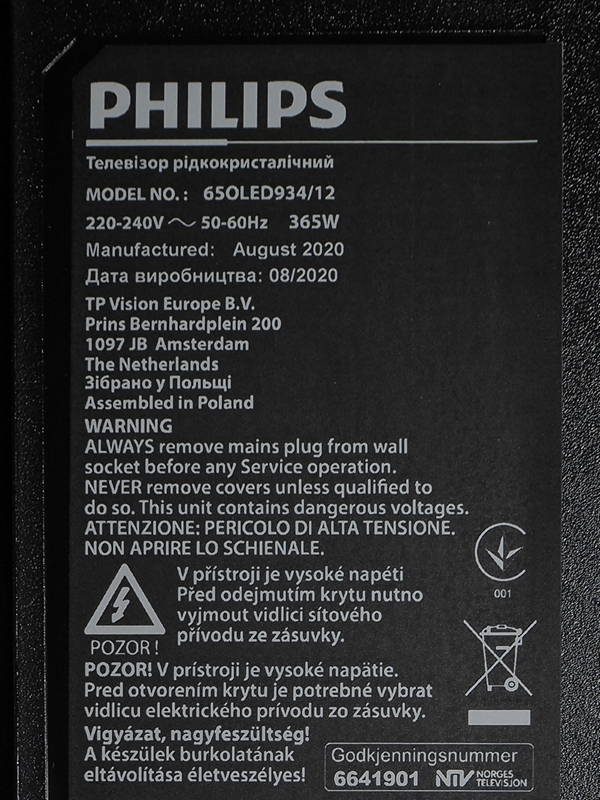 PHILIPS
Телевізор рідкокристалічний
MODEL NO.: 65OLED934/12
220-240V ~ 50-60Hz 365W
Manufactured: August 2020
Дата виробництва: 08/2020
TP Vision Europe B.V.
Prins Bernhardplein 200
1097 JB Amsterdam
The Netherlands
Зібрано у Польщі
Assembled in Poland
WARNING
ALWAYS remove mains plug from wall
socket before any Service operation.
NEVER remove covers unless qualified to
do so. This unit contains dangerous voltages.
ATTENZIONE: PERICOLO DI ALTA TENSIONE.
NON APRIRE LO SCHIENALE.
001
V přístroji je vysoké napéti
Před odejmutím krytu nutno
vyjmout vidlici sítového
přívodu ze zásuvky.
POZOR !
POZOR! V prístroji je vysoké napätie.
Pred otvorením krytu je potrebné vybrat
vidlicu elektrického prívodu zo zásuvky.
Vigyázat, nagyfeszültség!
A készülek burkolatának
eltávolítása életveszélyes!
Godkjenningsnummer
6641901 NTV NORGES
TELEVISJON